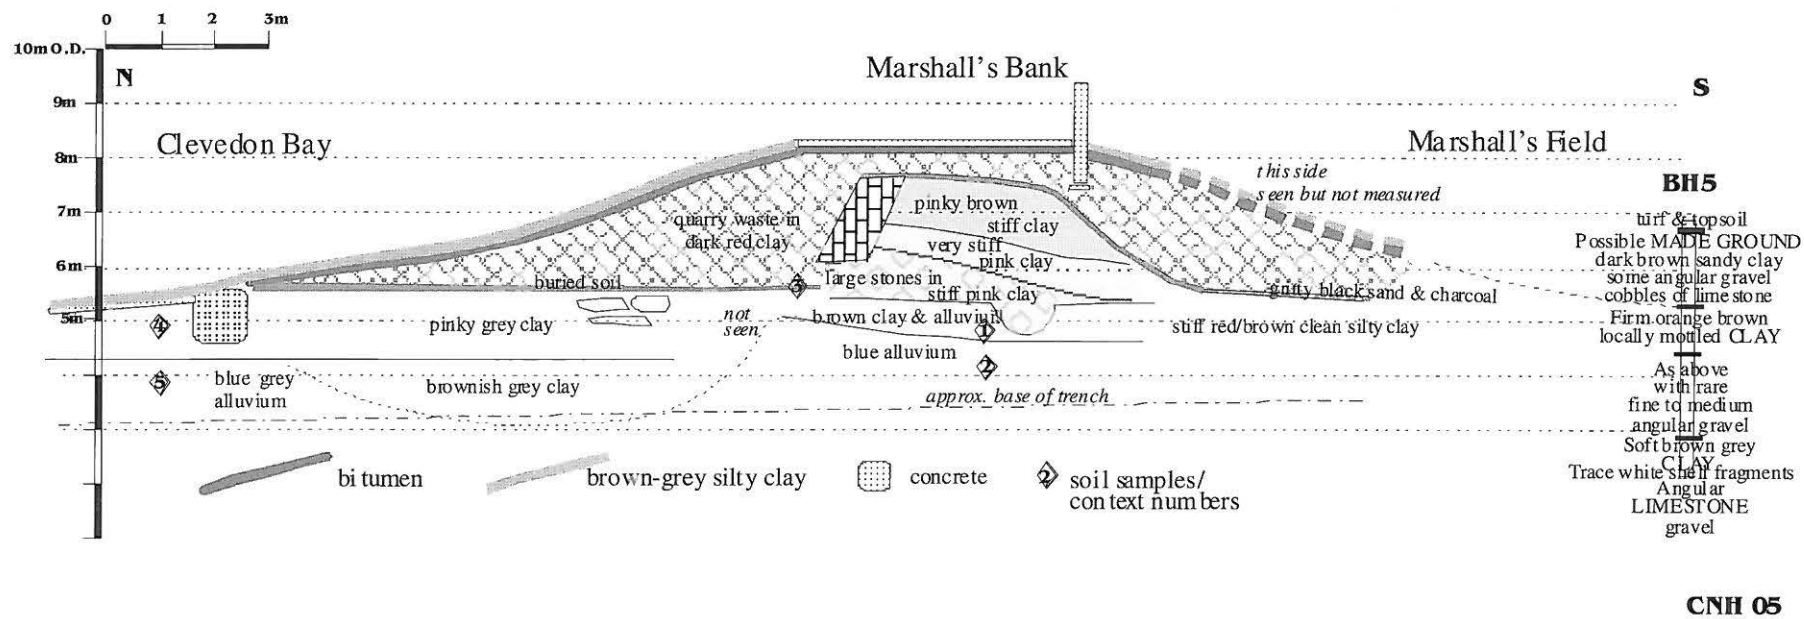 0 1 2 3m
10m O.D.
N
Marshall's Bank
S
9m
Clevedon Bay
Marshall's Field
8m
this side
seen but not measured
BH5
7m
pinky brown
stiff clay
quarry waste in
dark red clay
very stiff
pink clay
turf & topsoil
Possible MADE GROUND
dark brown sandy clay
some angular gravel
cobbles of limestone
6m
buried soil
3
large stones in
stiff pink clay
gritty black sand & charcoal
5m
4
pinky grey clay
not
seen
brown clay & alluvium
1
stiff red/brown clean silty clay
Firm orange brown
locally mottled CLAY
blue alluvium
2
5
blue grey
alluvium
brownish grey clay
approx. base of trench
As above
with rare
fine to medium
angular gravel
Soft brown grey
CLAY
Trace white shell fragments
Angular
LIMESTONE
gravel
bitumen
brown-grey silty clay
concrete
2
soil samples/
context numbers
CNH 05